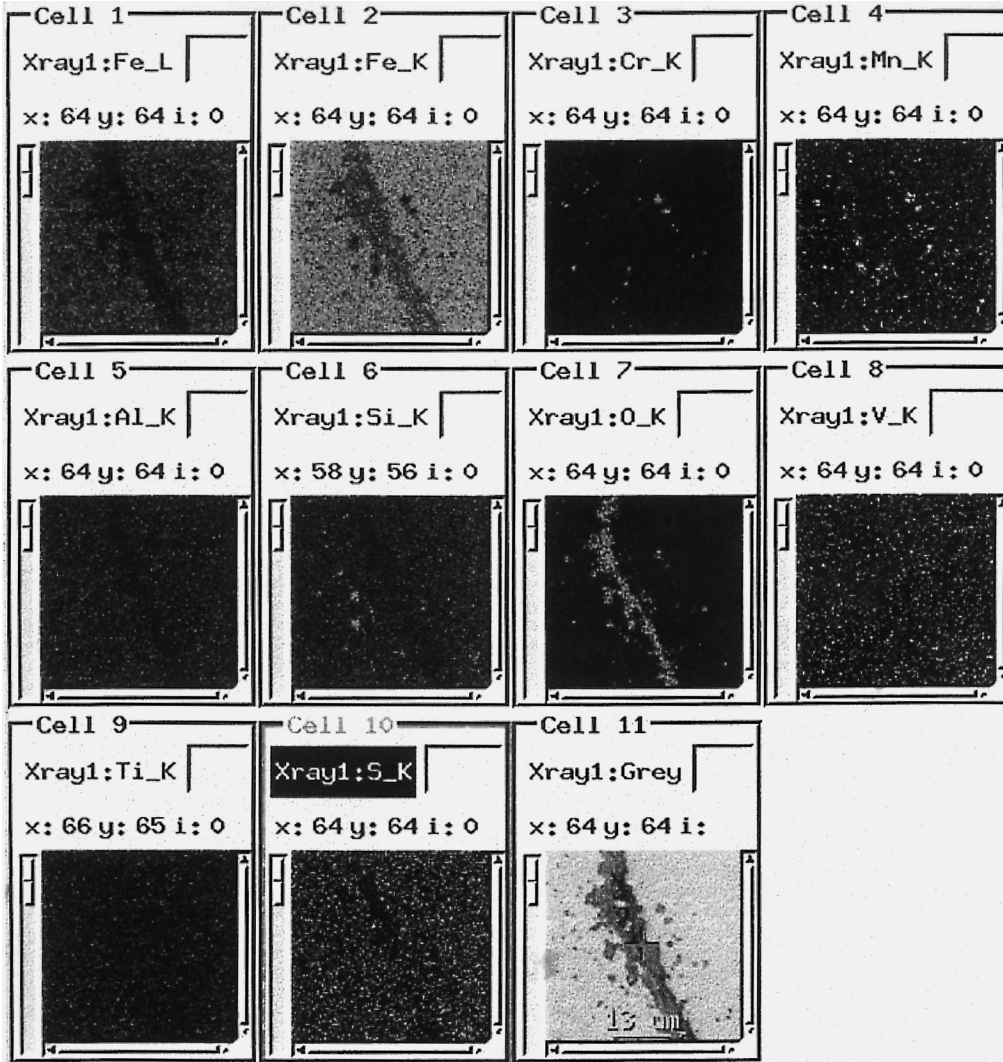 Cell 1 Cell 2 Cell 3 Cell 4
Xray1:Fe_L Xray1:Fe_K Xray1:Cr_K Xray1:Mn_K
x: 64 y: 64 i: 0 x: 64 y: 64 i: 0 x: 64 y: 64 i: 0 x: 64 y: 64 i: 0
Cell 5 Cell 6 Cell 7 Cell 8
Xray1:Al_K Xray1:Si_K Xray1:O_K Xray1:V_K
x: 64 y: 64 i: 0 x: 58 y: 56 i: 0 x: 64 y: 64 i: 0 x: 64 y: 64 i: 0
Cell 9 Cell 10 Cell 11
Xray1:Ti_K Xray1:S_K Xray1:Grey
x: 66 y: 65 i: 0 x: 64 y: 64 i: 0 x: 64 y: 64 i:
13